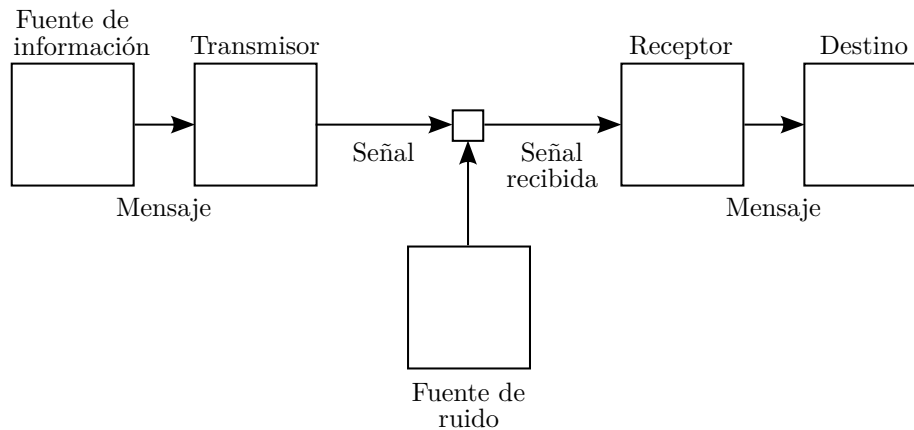 Fuente de
información
Transmisor
Receptor
Destino
Señal
Señal
recibida
Mensaje
Mensaje
Fuente de
ruido